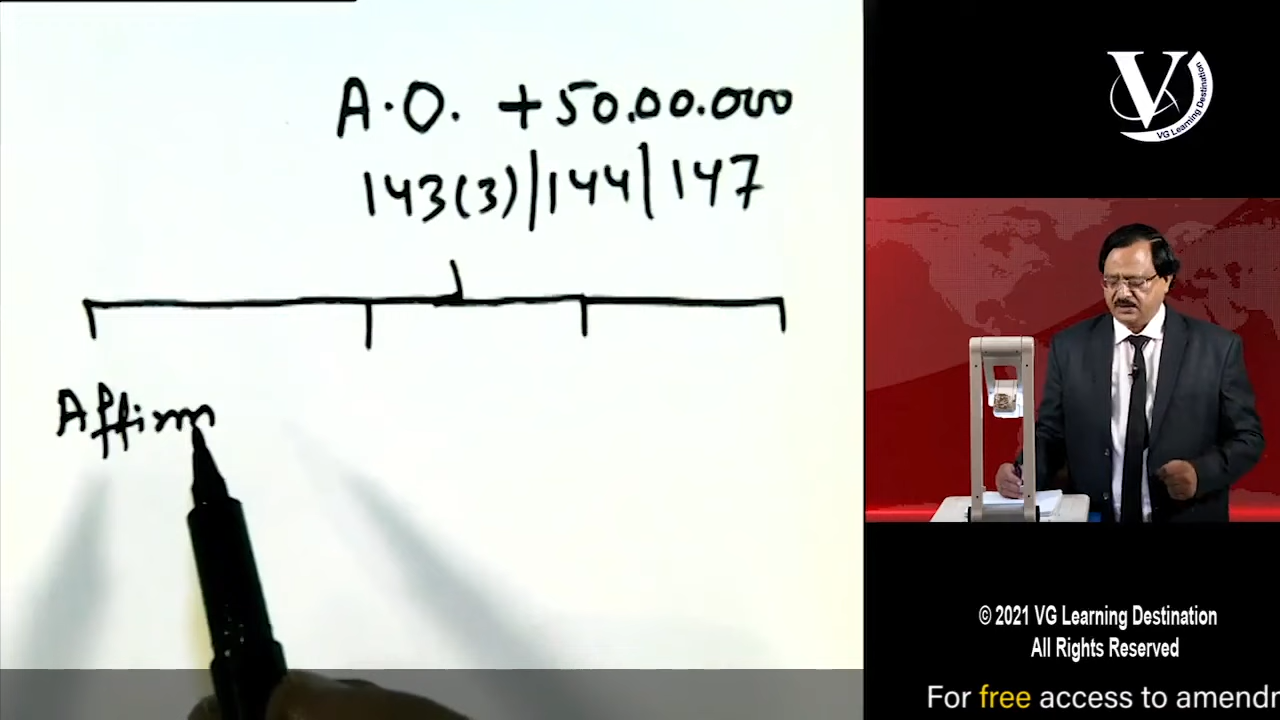 A.O. +50.00.000
143(3)|144|147
Affirm
V
VG Learning Destination
© 2021 VG Learning Destination
All Rights Reserved
For free access to amendr